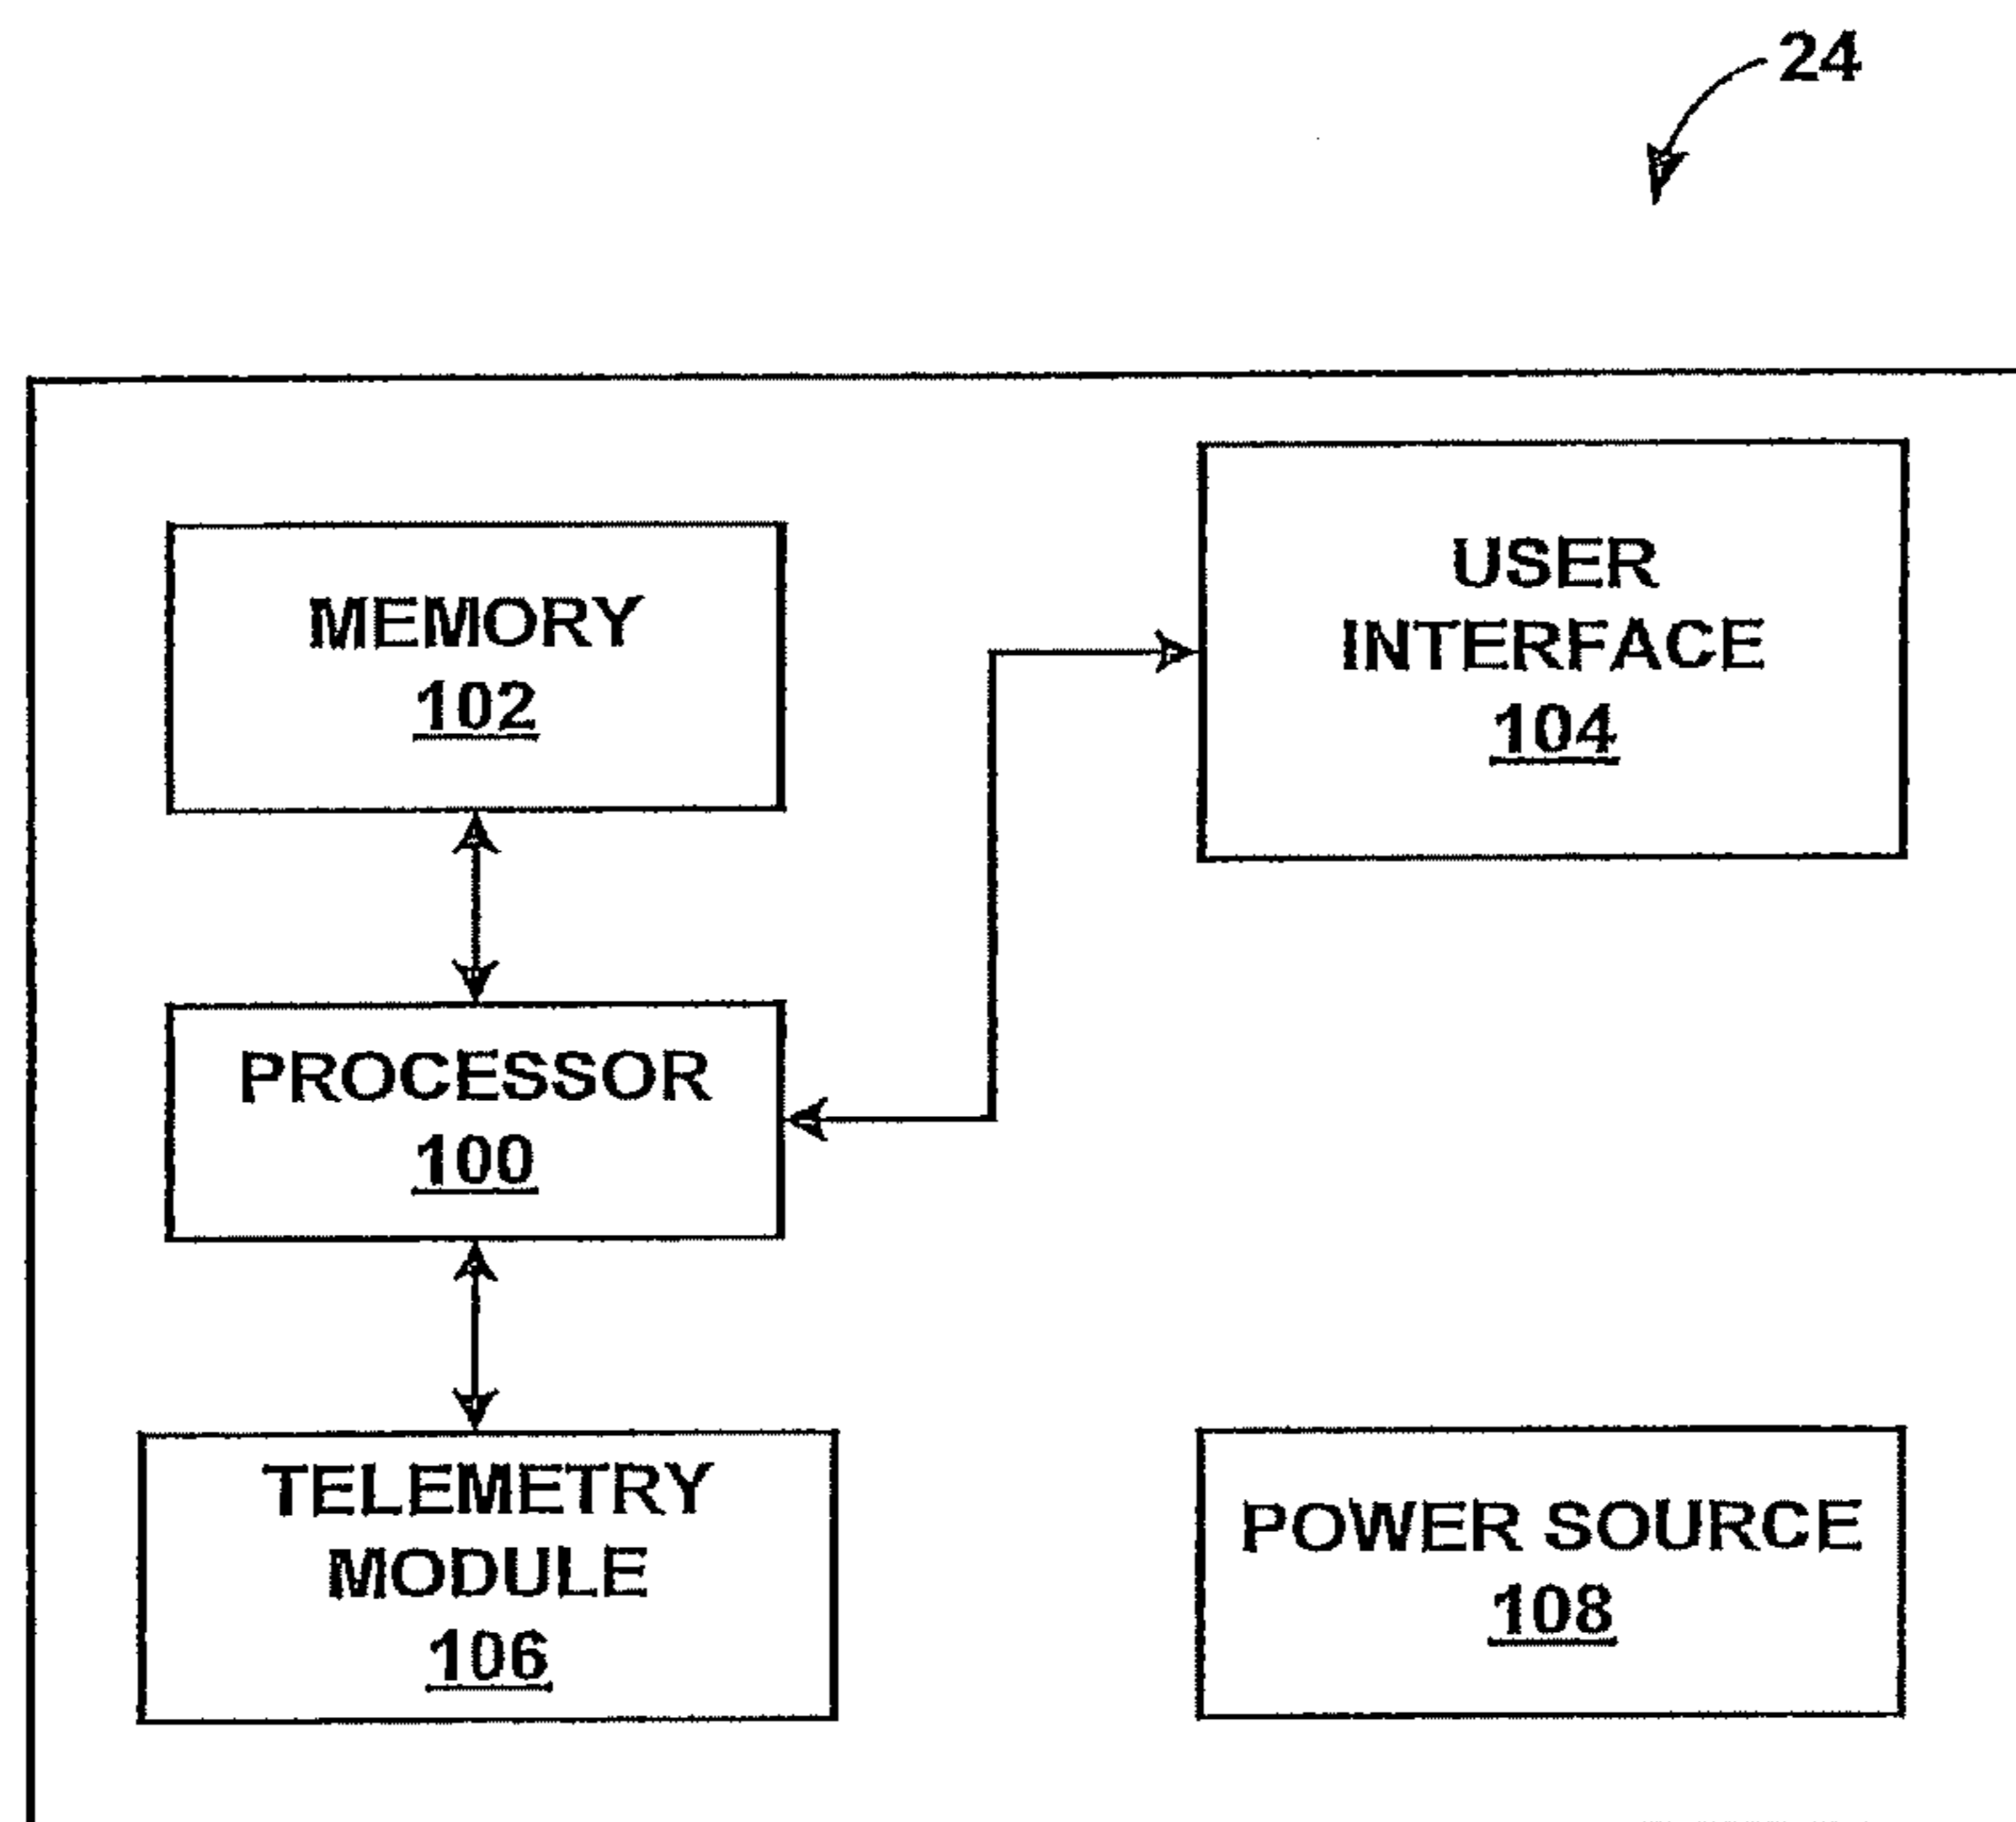 24
MEMORY
102
USER
INTERFACE
104
PROCESSOR
100
TELEMETRY
MODULE
106
POWER SOURCE
108